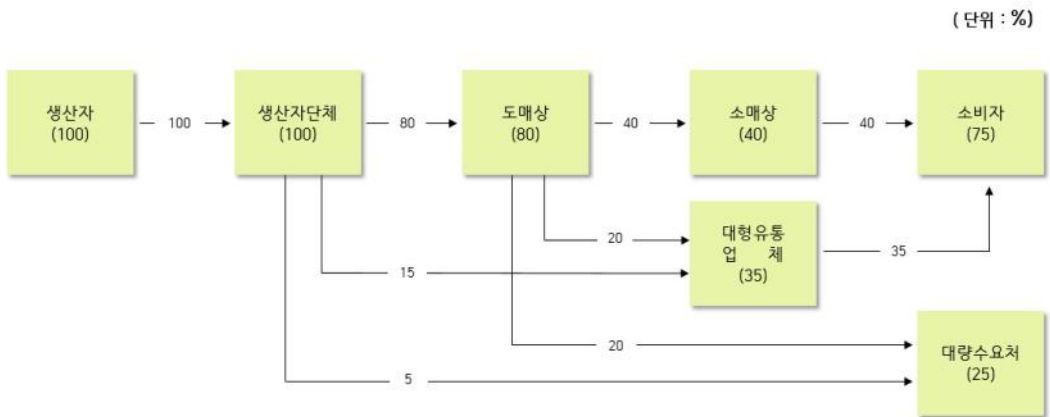 ( 단위 : %)
생산자
(100)
100
생산자단체
(100)
80
도매상
(80)
40
소매상
(40)
40
소비자
(75)
20
대형유통
업 체
(35)
35
15
20
대량수요처
(25)
5